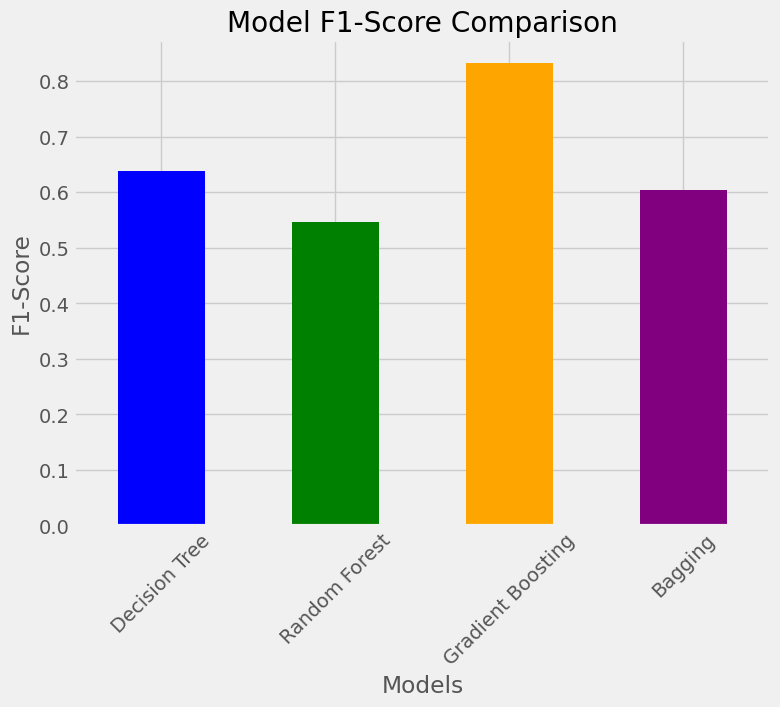 Model F1-Score Comparison
F1-Score
0.8
0.7
0.6
0.5
0.4
0.3
0.2
0.1
0.0
Decision Tree
Random Forest
Gradient Boosting
Bagging
Models